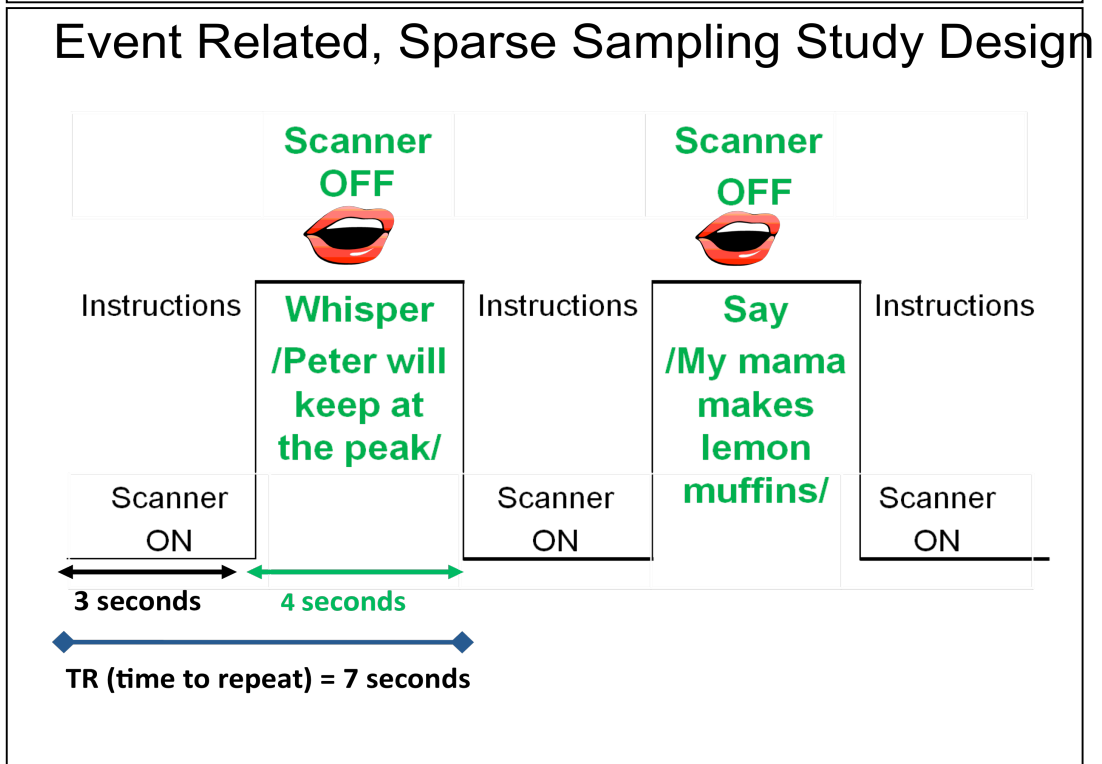 Event Related, Sparse Sampling Study Design
Scanner
OFF
Scanner
OFF
Instructions
Whisper
/Peter will
keep at
the peak/
Instructions
Say
/My mama
makes
lemon
muffins/
Instructions
Scanner
ON
Scanner
ON
Scanner
ON
3 seconds
4 seconds
TR (time to repeat) = 7 seconds